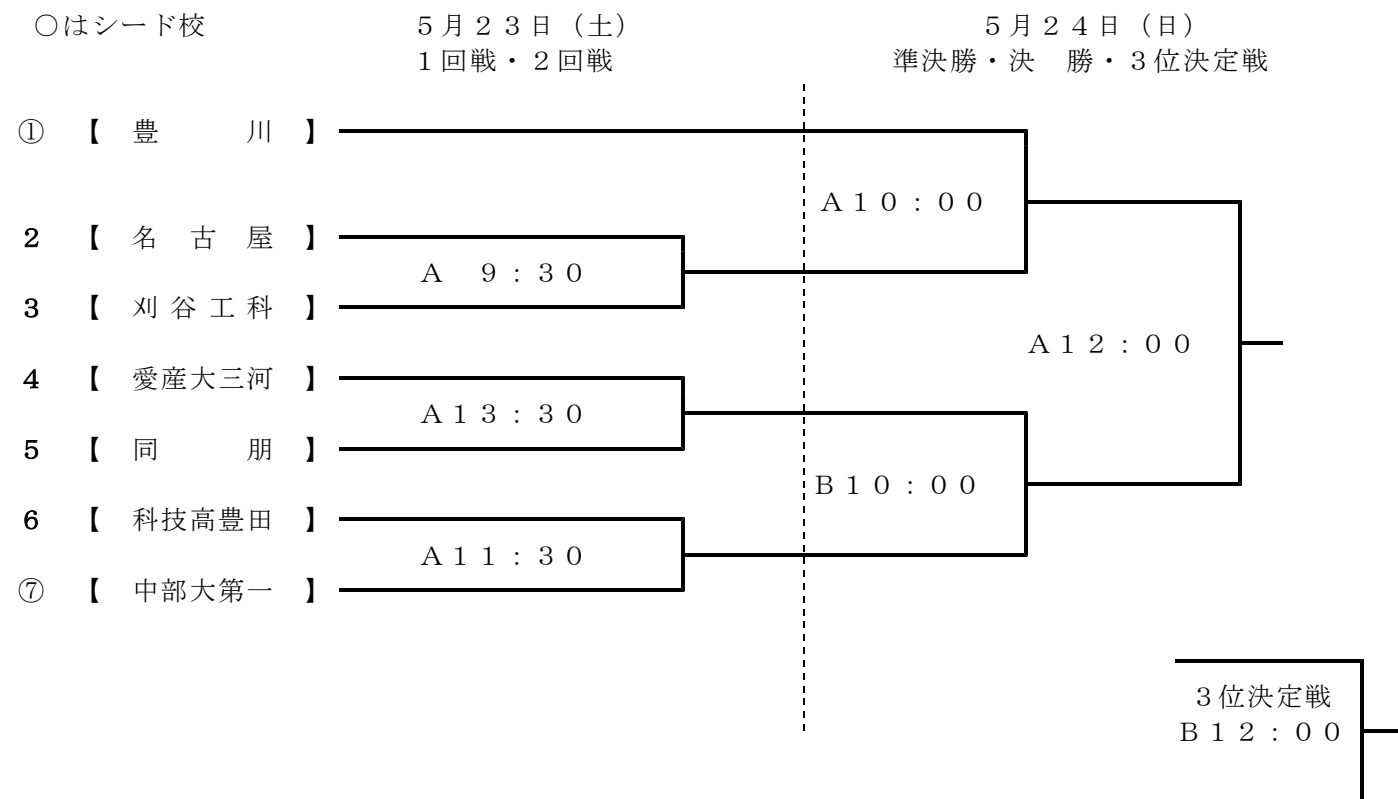 ○はシード校
５月２３日（土）
１回戦・２回戦
５月２４日（日）
準決勝・決　勝・３位決定戦
① 【 豊　　川 】
A１０：００
2 【 名　古　屋 】
A　９：３０
3 【 刈谷工科 】
A１２：００
4 【 愛産大三河 】
A１３：３０
5 【 同　　朋 】
B１０：００
6 【 科技高豊田 】
A１１：３０
⑦ 【 中部大第一 】
３位決定戦
B１２：００